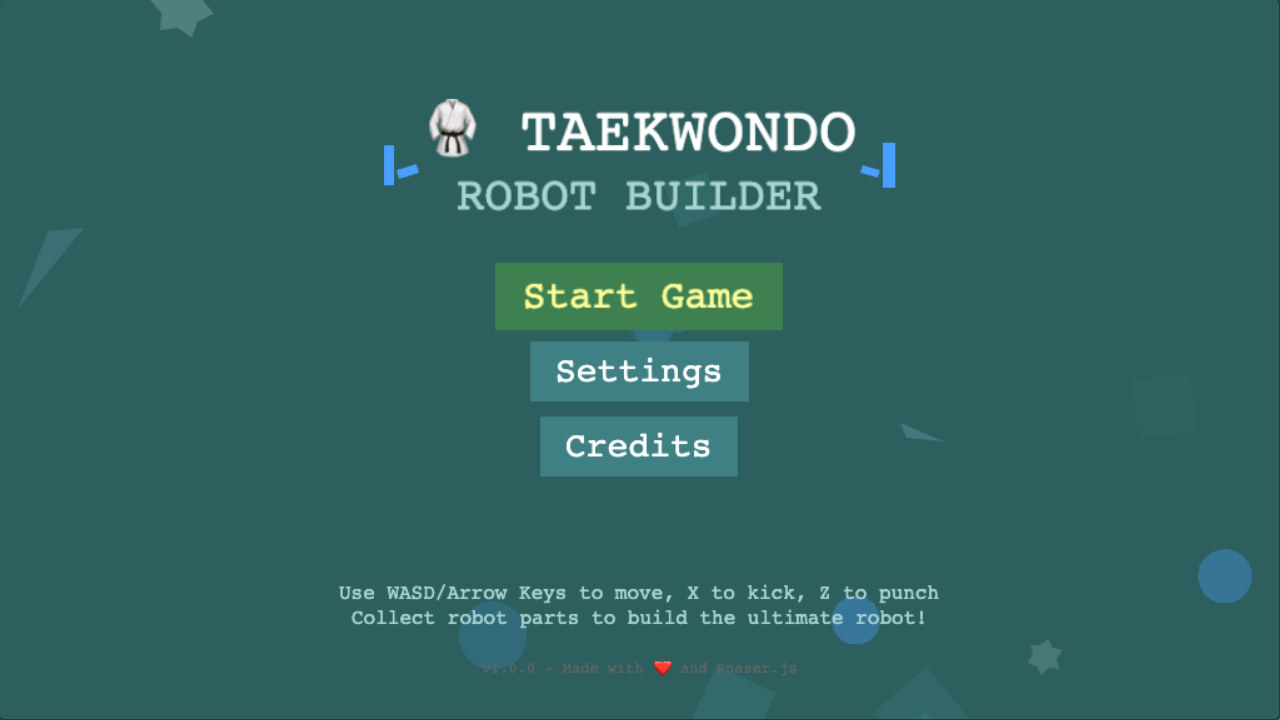 TAEKWONDO
ROBOT BUILDER
Start Game
Settings
Credits
Use WASD/Arrow Keys to move, X to kick, Z to punch
Collect robot parts to build the ultimate robot!
v1.0.0 - Made with ❤️ and Phaser.js